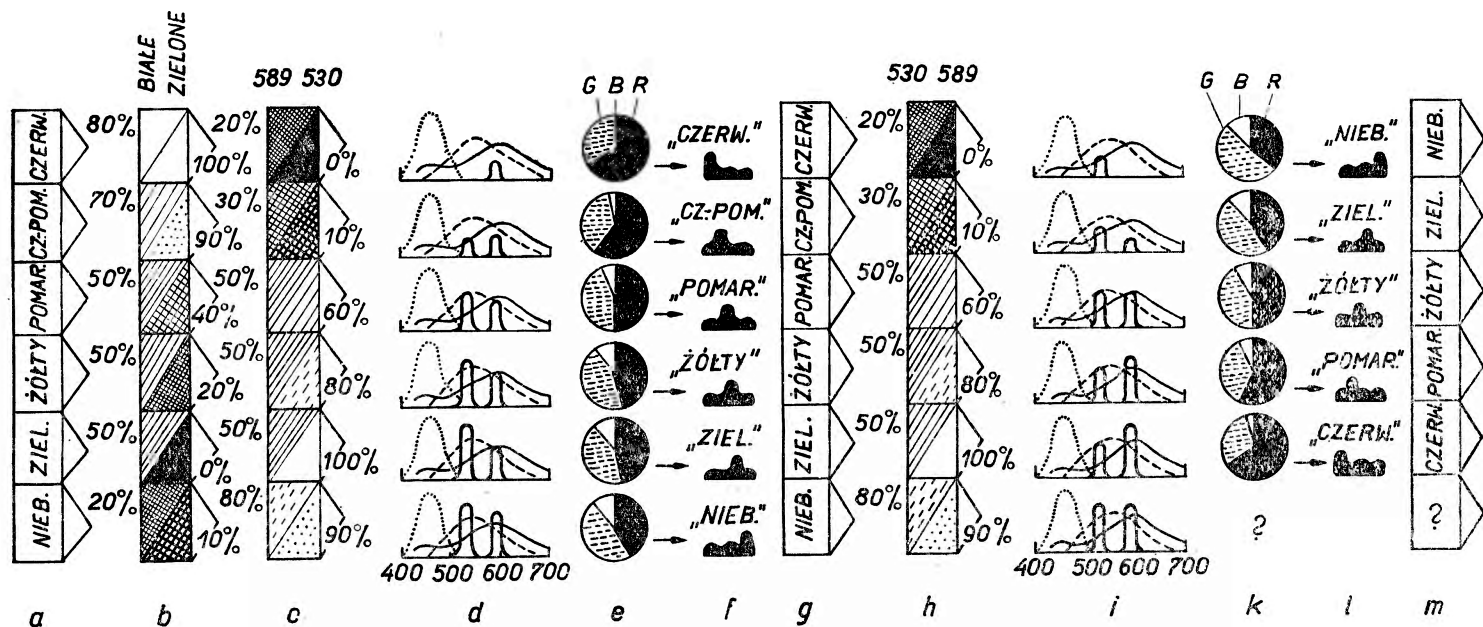 BIAŁE
ZIELONE
589 530
G B R
530 589
G B R
CZERW.
80%
20%
100%
0%
„CZERW."
CZERW.
20%
0%
„NIEB."
NIEB.
CZ-POM.
70%
30%
90%
10%
„CZ-POM."
CZ-POM.
30%
10%
„ZIEL."
ZIEL.
POMAR.
50%
50%
40%
60%
„POMAR."
POMAR.
50%
60%
„ŻÓŁTY"
ŻÓŁTY
ŻÓŁTY
50%
50%
20%
80%
„ŻÓŁTY"
ŻÓŁTY
50%
80%
„POMAR."
POMAR.
ZIEL.
50%
50%
0%
100%
„ZIEL."
ZIEL.
50%
100%
„CZERW."
CZERW.
NIEB.
20%
80%
10%
90%
„NIEB."
NIEB.
80%
90%
?
?
400 500 600 700
400 500 600 700
a b c d e f g h i k l m